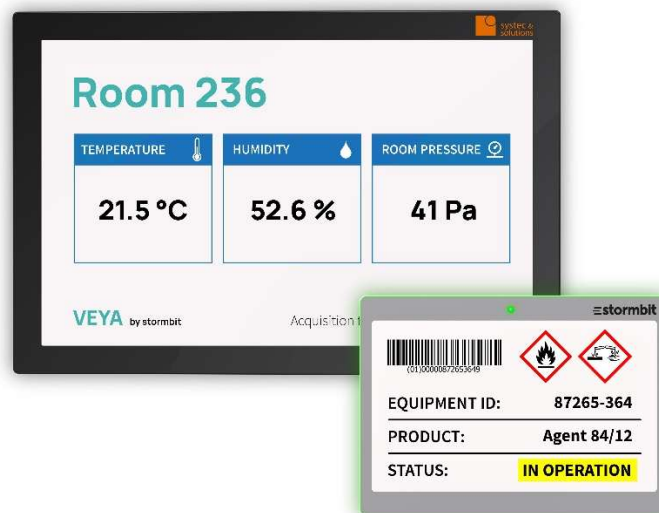 systec &
solutions
Room 236
TEMPERATURE
HUMIDITY
ROOM PRESSURE
21.5 °C
52.6 %
41 Pa
VEYA by stormbit
Acquisition
stormbit
(01)00000872653649
EQUIPMENT ID: 87265-364
PRODUCT: Agent 84/12
STATUS: IN OPERATION